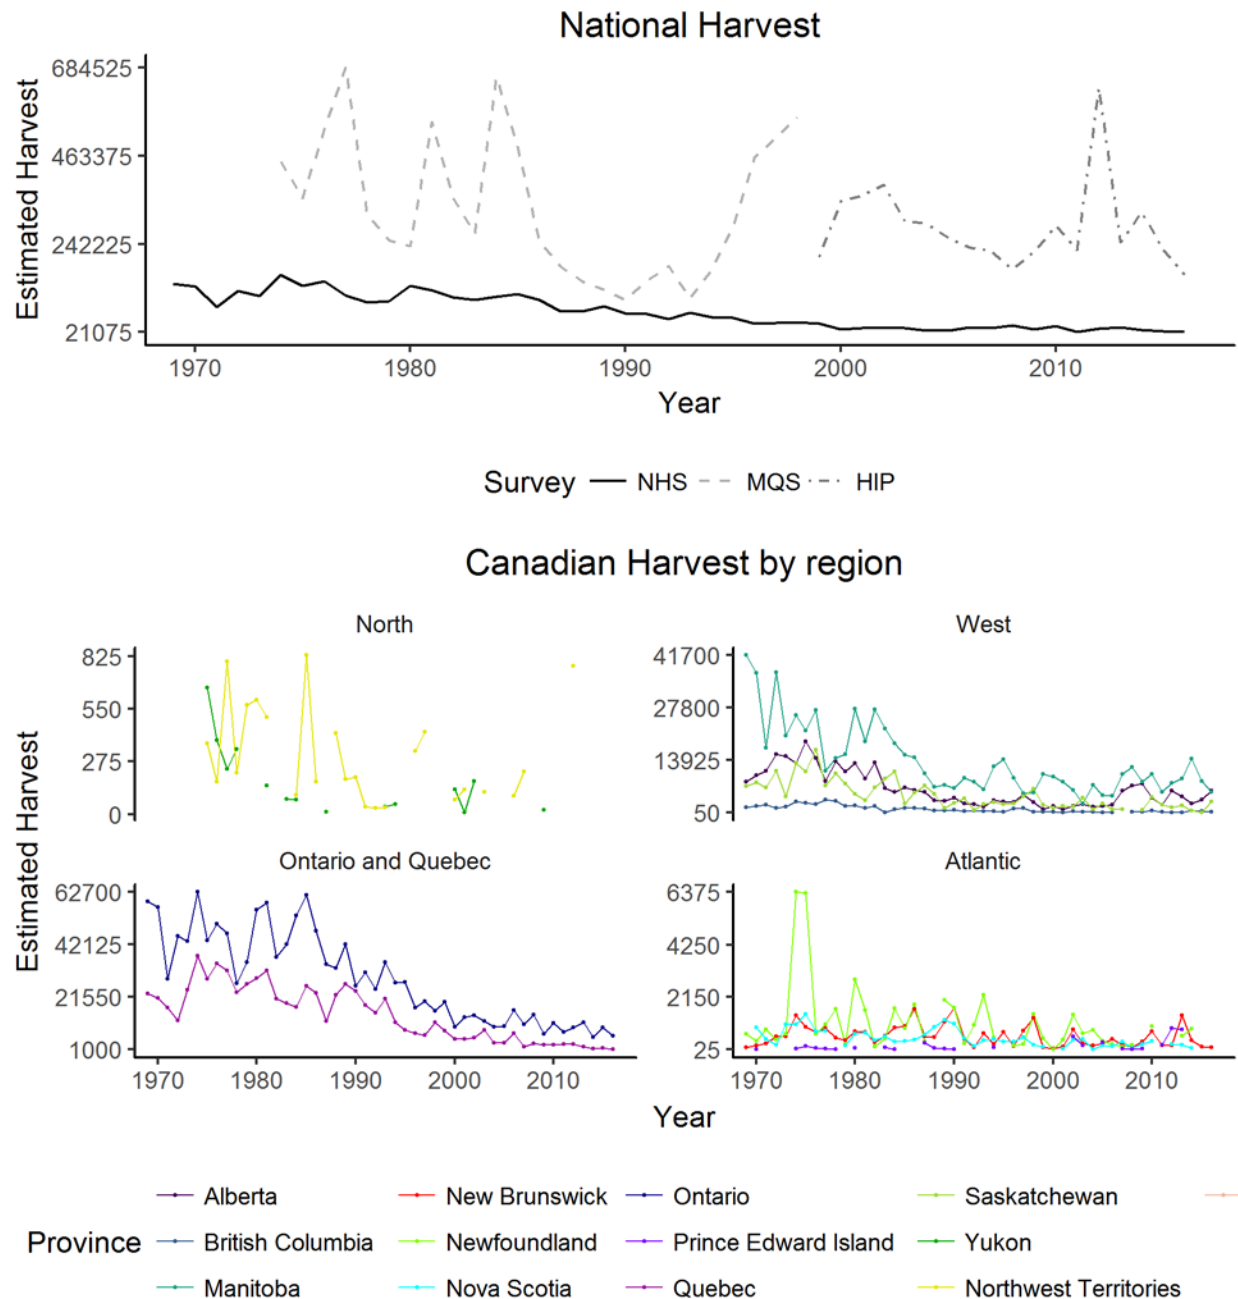 National Harvest
Estimated Harvest
684525
463375
242225
21075
1970 1980 1990 2000 2010
Year
Survey NHS MQS HIP
Canadian Harvest by region
Estimated Harvest
North
825
550
275
0
West
41700
27800
13925
50
Ontario and Quebec
62700
42125
21550
1000
1970 1980 1990 2000 2010
Atlantic
6375
4250
2150
25
1970 1980 1990 2000 2010
Estimated Harvest
Year
Province
Alberta New Brunswick Ontario Saskatchewan
British Columbia Newfoundland Prince Edward Island Yukon
Manitoba Nova Scotia Quebec Northwest Territories